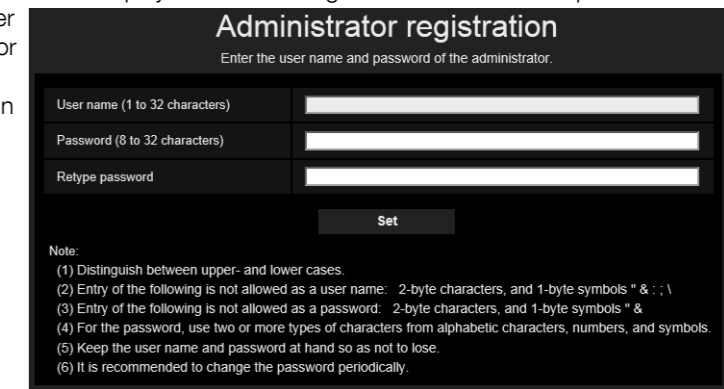 er
or
n
Administrator registration
Enter the user name and password of the administrator.
User name (1 to 32 characters)
Password (8 to 32 characters)
Retype password
Set
Note:
(1) Distinguish between upper- and lower cases.
(2) Entry of the following is not allowed as a user name: 2-byte characters, and 1-byte symbols " & : ; \
(3) Entry of the following is not allowed as a password: 2-byte characters, and 1-byte symbols " &
(4) For the password, use two or more types of characters from alphabetic characters, numbers, and symbols.
(5) Keep the user name and password at hand so as not to lose.
(6) It is recommended to change the password periodically.